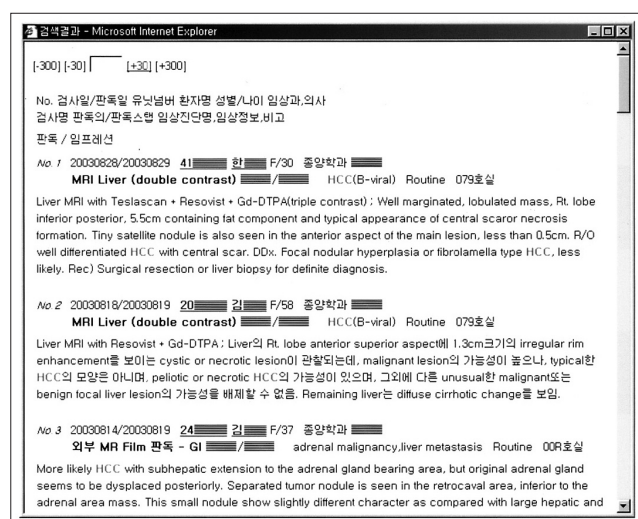 검색결과 - Microsoft Internet Explorer
[-300] [-30] [+30] [+300]
No. 검사일/판독일 유닛넘버 환자명 성별/나이 임상과,의사
검사명 판독의/판독스탭 임상진단명,임상정보,비고
판독 / 임프레션
No. 1 20030828/20030829 41 한 F/30 종양학과
MRI Liver (double contrast) / HCC(B-viral) Routine 079호실
Liver MRI with Teslascan + Resovist + Gd-DTPA(triple contrast) ; Well marginated, lobulated mass, Rt. lobe
inferior posterior, 5.5cm containing fat component and typical appearance of central scaror necrosis
formation. Tiny satellite nodule is also seen in the anterior aspect of the main lesion, less than 0.5cm. R/O
well differentiated HCC with central scar. DDx. Focal nodular hyperplasia or fibrolamella type HCC, less
likely. Rec) Surgical resection or liver biopsy for definite diagnosis.
No. 2 20030818/20030819 20 김 F/58 종양학과
MRI Liver (double contrast) / HCC(B-viral) Routine 079호실
Liver MRI with Resovist + Gd-DTPA ; Liver의 Rt. lobe anterior superior aspect에 1.3cm크기의 irregular rim
enhancement를 보이는 cystic or necrotic lesion이 관찰되는데, malignant lesion의 가능성이 높으나, typical한
HCC의 모양은 아니며, peliotic or necrotic HCC의 가능성이 있으며, 그외에 다른 unusual한 malignant또는
benign focal liver lesion의 가능성을 배제할 수 없음. Remaining liver는 diffuse cirrhotic change를 보임.
No. 3 20030814/20030819 24 김 F/37 종양학과
외부 MR Film 판독 - GI / adrenal malignancy,liver metastasis Routine 00R호실
More likely HCC with subhepatic extension to the adrenal gland bearing area, but original adrenal gland
seems to be dysplaced posteriorly. Separated tumor nodule is seen in the retrocaval area, inferior to the
adrenal area mass. This small nodule show slightly different character as compared with large hepatic and